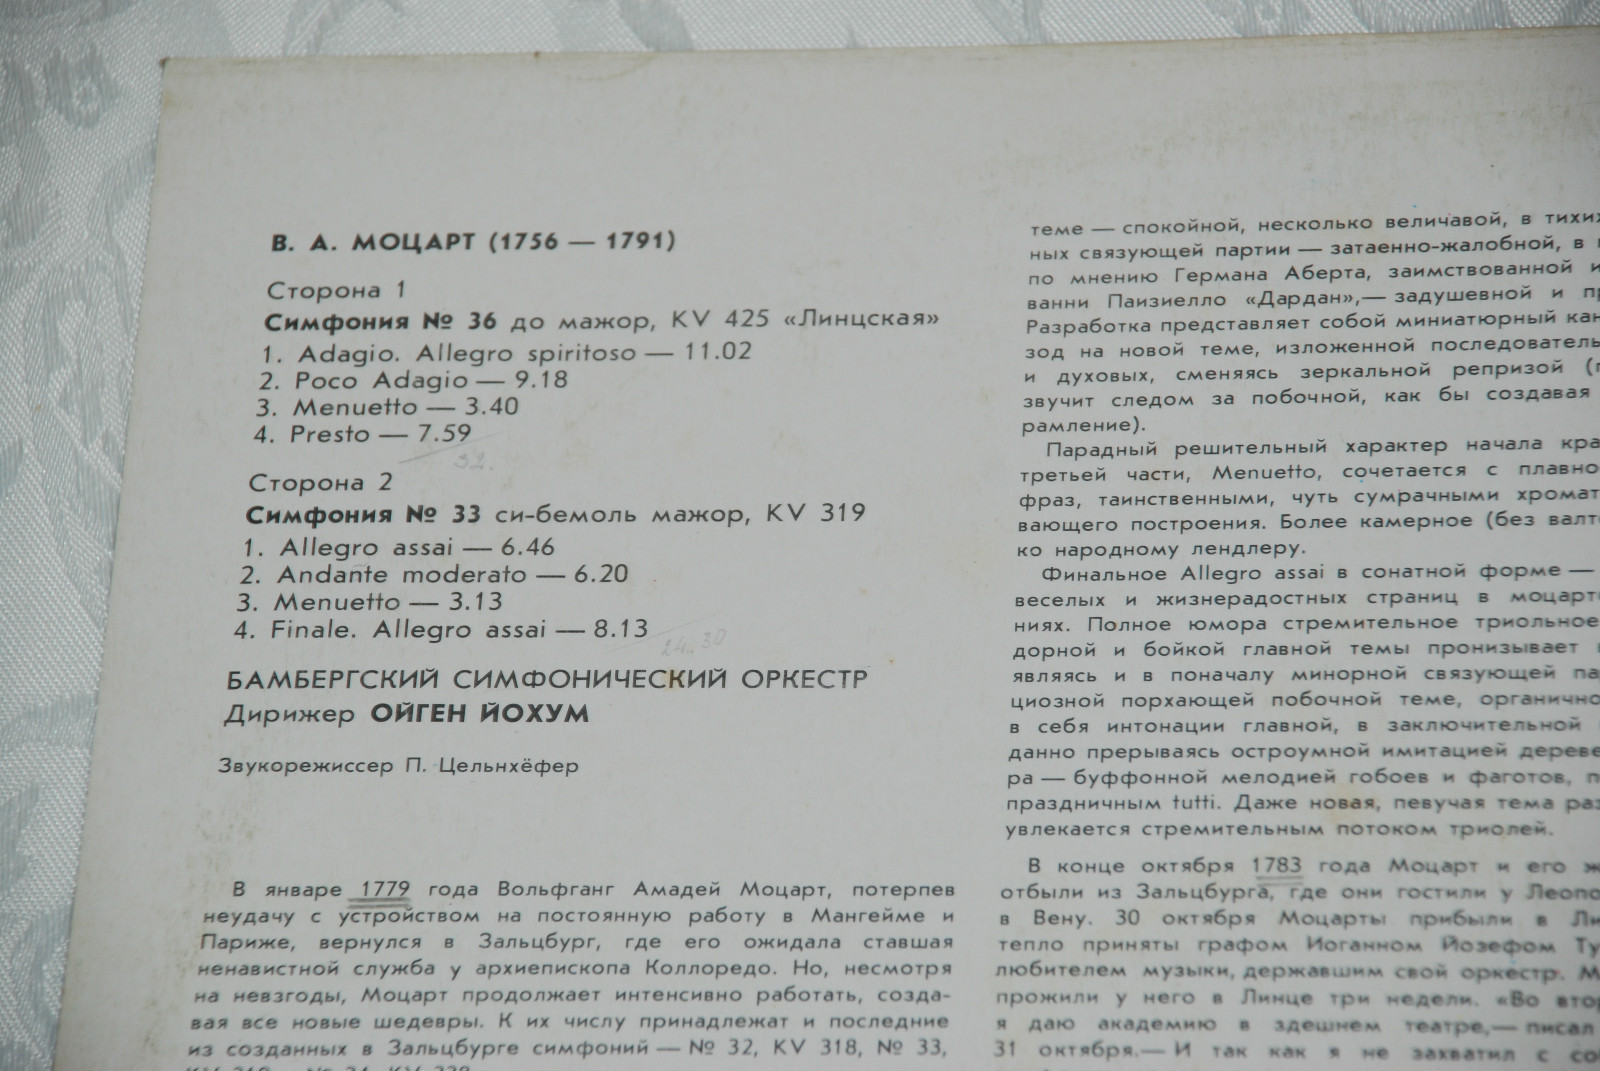 В. А. МОЦАРТ (1756 — 1791)
Сторона 1
Симфония № 36 до мажор, KV 425 «Линцская»
1. Adagio. Allegro spiritoso — 11.02
2. Poco Adagio — 9.18
3. Menuetto — 3.40
4. Presto — 7.59
32.
Сторона 2
Симфония № 33 си-бемоль мажор, KV 319
1. Allegro assai — 6.46
2. Andante moderato — 6.20
3. Menuetto — 3.13
4. Finale. Allegro assai — 8.13
24.30
БАМБЕРГСКИЙ СИМФОНИЧЕСКИЙ ОРКЕСТР
Дирижер ОЙГЕН ЙОХУМ
Звукорежиссер П. Цельнхёфер
В январе 1779 года Вольфганг Амадей Моцарт, потерпев
неудачу с устройством на постоянную работу в Мангейме и
Париже, вернулся в Зальцбург, где его ожидала ставшая
ненавистной служба у архиепископа Коллоредо. Но, несмотря
на невзгоды, Моцарт продолжает интенсивно работать, созда-
вая все новые шедевры. К их числу принадлежат и последние
из созданных в Зальцбурге симфоний — № 32, KV 318, № 33,
теме — спокойной, несколько величавой, в
ных связующей партии — затаенно-жалобной, в
по мнению Германа Аберта, заимствованной
ванни Паизиелло «Дардан»,— задушевной и
Разработка представляет собой миниатюрный
зод на новой теме, изложенной
и духовых, сменяясь зеркальной репризой
звучит следом за побочной, как бы создавая
рамление).
Парадный решительный характер начала
третьей части, Menuetto, сочетается с
фраз, таинственными, чуть сумрачными
вающего построения. Более камерное (без
ко народному лендлеру.
Финальное Allegro assai в сонатной форме —
веселых и жизнерадостных страниц в
ниях. Полное юмора стремительное триольное
дорной и бойкой главной темы пронизывает
являясь и в поначалу минорной связующей
циозной порхающей побочной теме,
в себя интонации главной, в заключительной
данно прерываясь остроумной имитацией
ра — буффонной мелодией гобоев и фаготов,
праздничным tutti. Даже новая, певучая тема
увлекается стремительным потоком триолей.
В конце октября 1783 года Моцарт и его
отбыли из Зальцбурга, где они гостили у
в Вену. 30 октября Моцарты прибыли в
тепло приняты графом Иоганном Йозефом
любителем музыки, державшим свой оркестр.
прожили у него в Линце три недели. «Во
я даю академию в здешнем театре,— писал
31 октября.— И так как я не захватил с